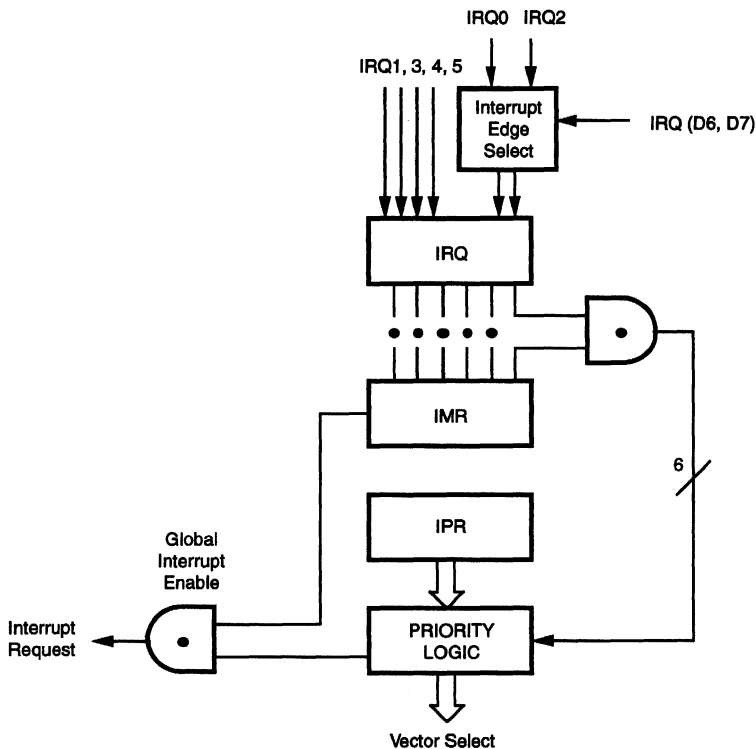 IRQ0 IRQ2
IRQ1, 3, 4, 5
Interrupt
Edge
Select
IRQ (D6, D7)
IRQ
IMR
6
IPR
Global
Interrupt
Enable
Interrupt
Request
PRIORITY
LOGIC
Vector Select